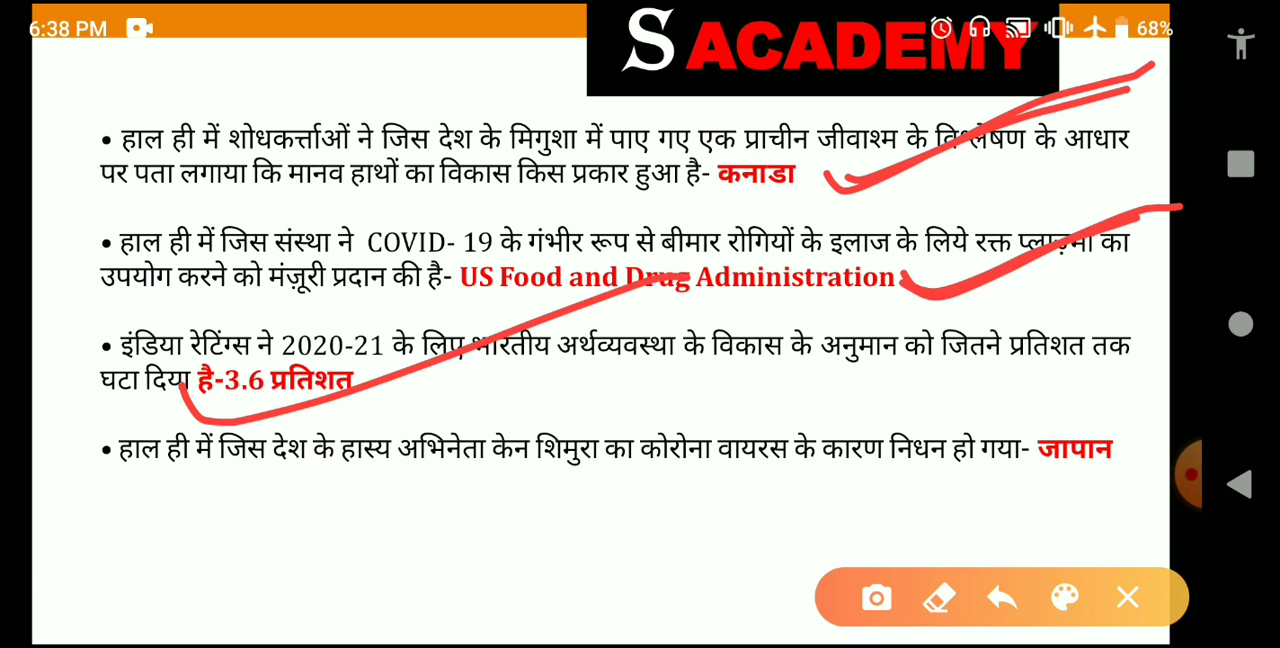 6:38 PM
68%
S ACADEMY
• हाल ही में शोधकर्त्ताओं ने जिस देश के मिगुशा में पाए गए एक प्राचीन जीवाश्म के विश्लेषण के आधार
पर पता लगाया कि मानव हाथों का विकास किस प्रकार हुआ है- कनाडा
• हाल ही में जिस संस्था ने COVID- 19 के गंभीर रूप से बीमार रोगियों के इलाज के लिये रक्त प्लाज़्मा का
उपयोग करने को मंज़ूरी प्रदान की है- US Food and Drug Administration
• इंडिया रेटिंग्स ने 2020-21 के लिए भारतीय अर्थव्यवस्था के विकास के अनुमान को जितने प्रतिशत तक
घटा दिया है-3.6 प्रतिशत
• हाल ही में जिस देश के हास्य अभिनेता केन शिमुरा का कोरोना वायरस के कारण निधन हो गया- जापान